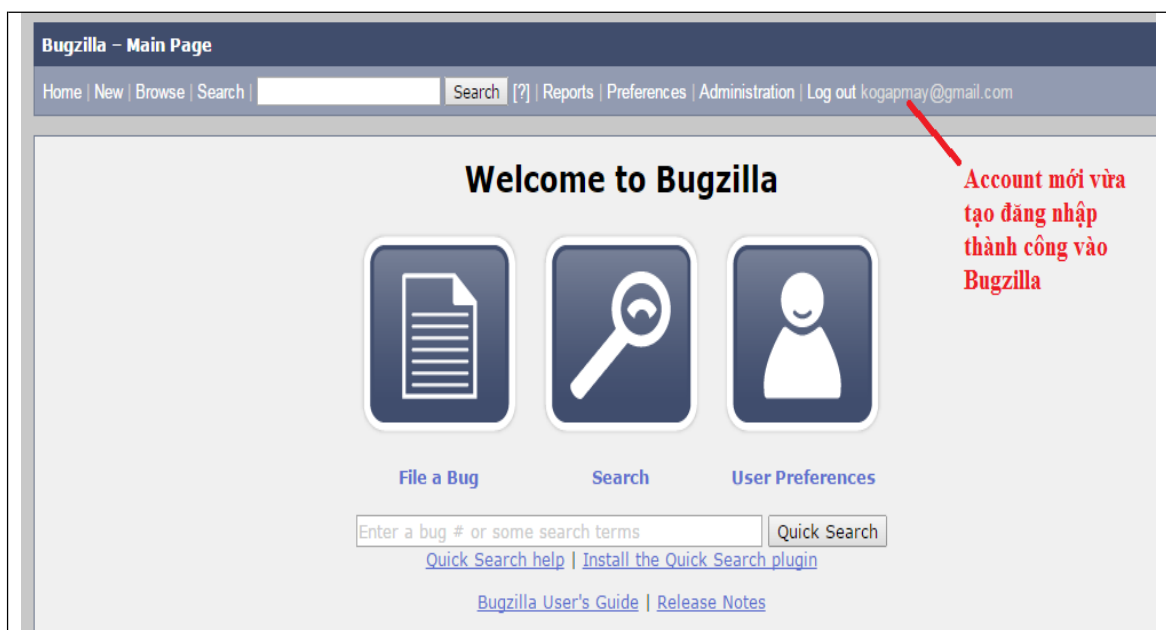 Bugzilla – Main Page
Home | New | Browse | Search | Search [?] | Reports | Preferences | Administration | Log out kogapmay@gmail.com
Welcome to Bugzilla
Account mới vừa
tạo đăng nhập
thành công vào
Bugzilla
File a Bug Search User Preferences
Enter a bug # or some search terms Quick Search
Quick Search help | Install the Quick Search plugin
Bugzilla User's Guide | Release Notes